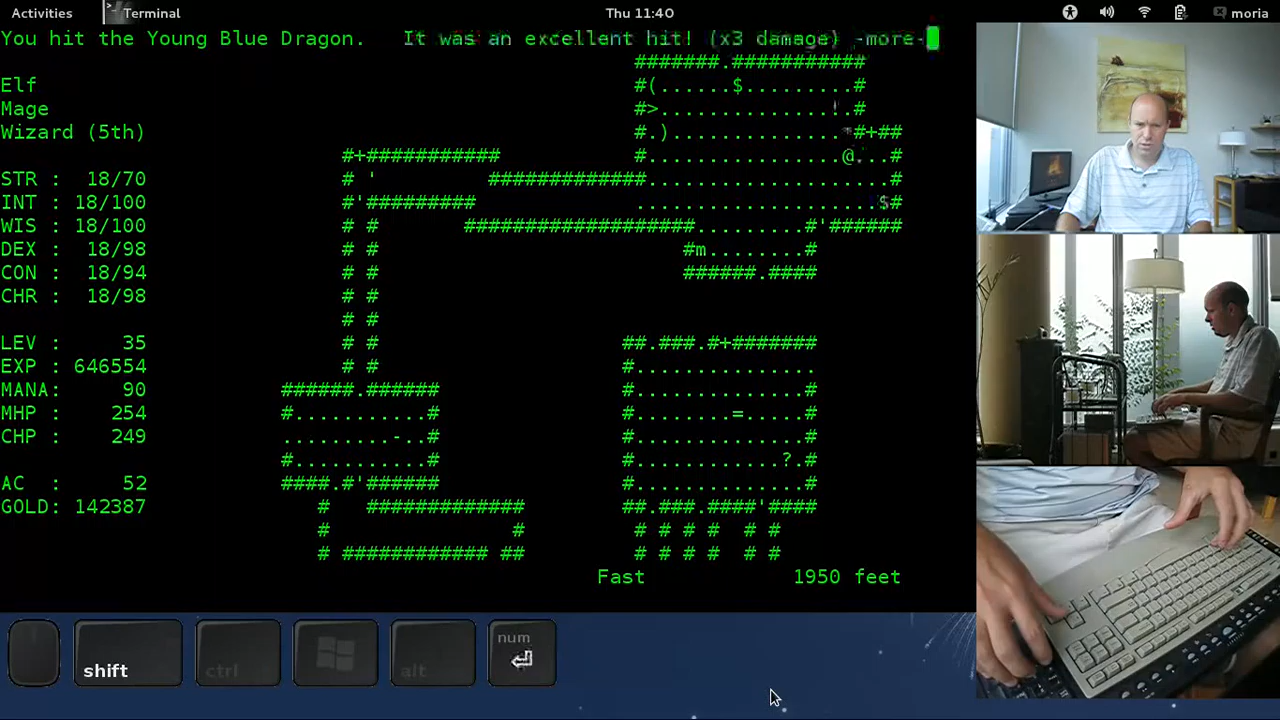 Activities Terminal Thu 11:40 moria
You hit the Young Blue Dragon. It was an excellent hit! (x3 damage) -more-
#######.###########
Elf #(......$.........#
Mage #>..............!.#
Wizard (5th) #.)............... #+##
#+########### #................@ ..#
STR : 18/70 # ' #############....................#
INT : 18/100 #'######### ....................$#
WIS : 18/100 # # ###################.........#'######
DEX : 18/98 # # #m........#
CON : 18/94 # # ######.####
CHR : 18/98 # #
# #
LEV : 35 # # ##.###.#+#######
EXP : 646554 # # #...............
MANA: 90 ######.###### #..............#
MHP : 254 #...........# #........=.....#
CHP : 249 .........-..# #..............#
#...........# #............?.#
AC : 52 ####.#'###### #..............#
GOLD: 142387 # ############# ##.###.####'####
# # # # # # # #
# ############ ## # # # # # #
Fast 1950 feet
shift ctrl alt num